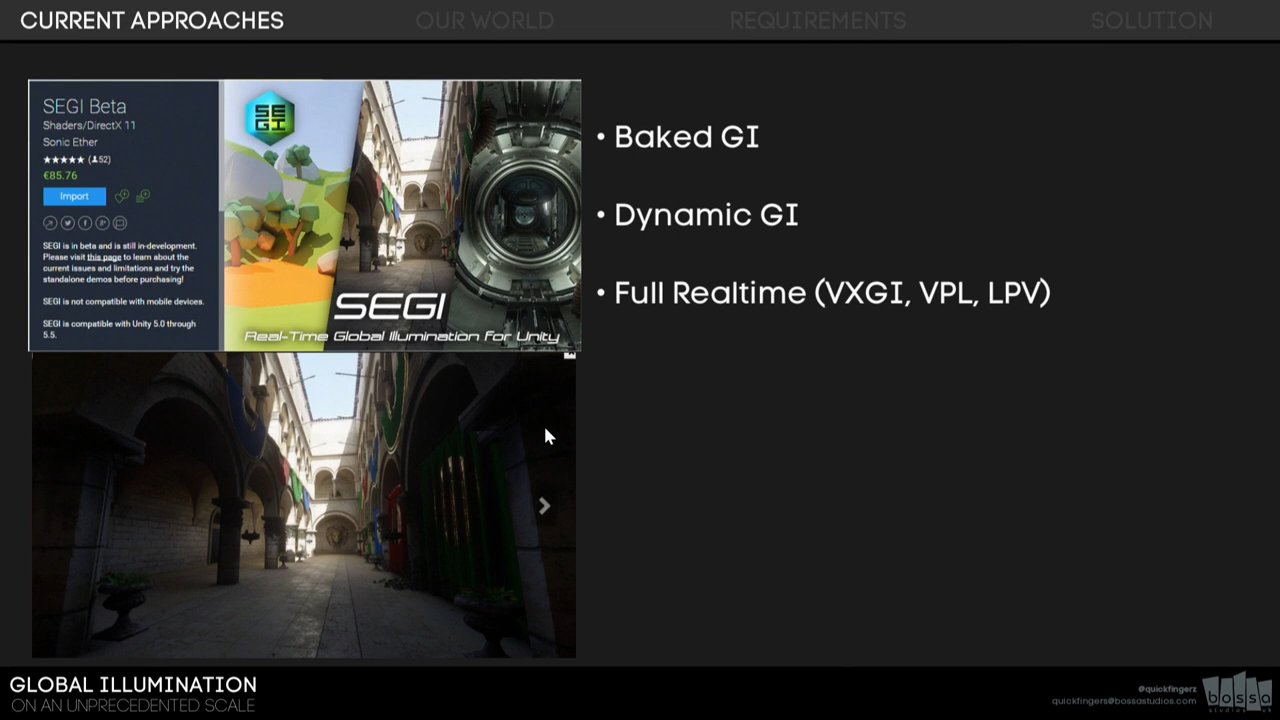 CURRENT APPROACHES
OUR WORLD
REQUIREMENTS
SOLUTION
SEGI Beta
Shaders/DirectX 11
Sonic Ether
★★★★★ (52)
€85.76
Import
SEGI is in beta and is still in-development.
Please visit this page to learn about the
current issues and limitations and try the
standalone demos before purchasing!
SEGI is not compatible with mobile devices.
SEGI is compatible with Unity 5.0 through
5.5.
SE
GI
SEGI
Real-Time Global Illumination For Unity
• Baked GI
• Dynamic GI
• Full Realtime (VXGI, VPL, LPV)
GLOBAL ILLUMINATION
ON AN UNPRECEDENTED SCALE
@quickfingerz
quickfingers@bossastudios.com
bossa
studios uk